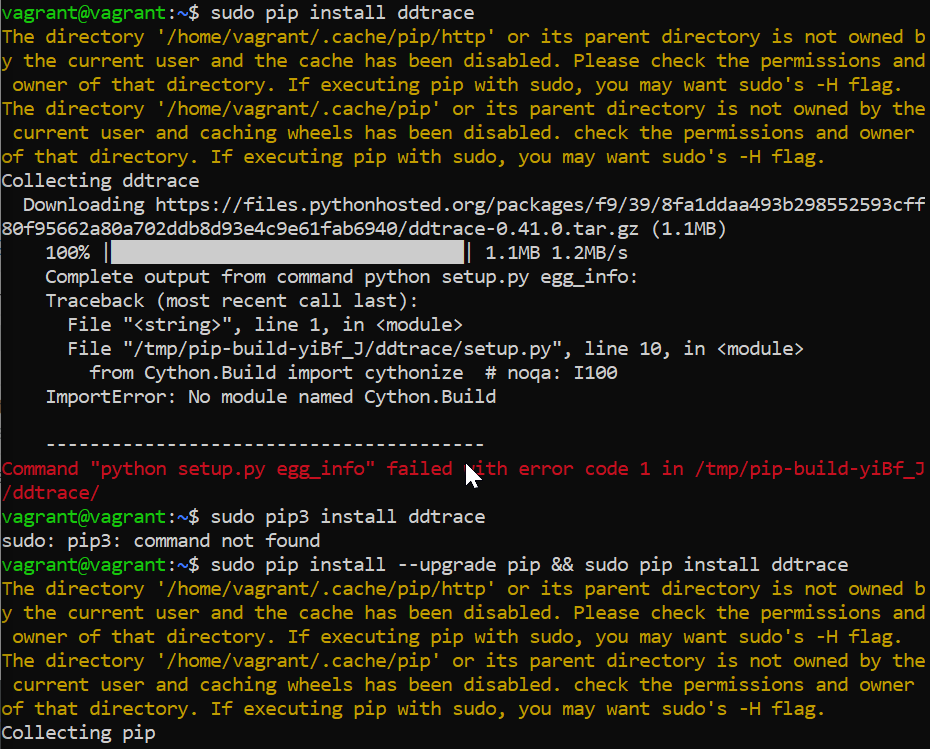 vagrant@vagrant:~$ sudo pip install ddtrace
The directory '/home/vagrant/.cache/pip/http' or its parent directory is not owned b
y the current user and the cache has been disabled. Please check the permissions and
 owner of that directory. If executing pip with sudo, you may want sudo's -H flag.
The directory '/home/vagrant/.cache/pip' or its parent directory is not owned by the
 current user and caching wheels has been disabled. check the permissions and owner
of that directory. If executing pip with sudo, you may want sudo's -H flag.
Collecting ddtrace
  Downloading https://files.pythonhosted.org/packages/f9/39/8fa1ddaa493b298552593cff
80f95662a80a702ddb8d93e4c9e61fab6940/ddtrace-0.41.0.tar.gz (1.1MB)
    100% |████████████████████████████████| 1.1MB 1.2MB/s
    Complete output from command python setup.py egg_info:
    Traceback (most recent call last):
      File "<string>", line 1, in <module>
      File "/tmp/pip-build-yiBf_J/ddtrace/setup.py", line 10, in <module>
        from Cython.Build import cythonize  # noqa: I100
    ImportError: No module named Cython.Build

    ----------------------------------------
Command "python setup.py egg_info" failed with error code 1 in /tmp/pip-build-yiBf_J
/ddtrace/
vagrant@vagrant:~$ sudo pip3 install ddtrace
sudo: pip3: command not found
vagrant@vagrant:~$ sudo pip install --upgrade pip && sudo pip install ddtrace
The directory '/home/vagrant/.cache/pip/http' or its parent directory is not owned b
y the current user and the cache has been disabled. Please check the permissions and
 owner of that directory. If executing pip with sudo, you may want sudo's -H flag.
The directory '/home/vagrant/.cache/pip' or its parent directory is not owned by the
 current user and caching wheels has been disabled. check the permissions and owner
of that directory. If executing pip with sudo, you may want sudo's -H flag.
Collecting pip